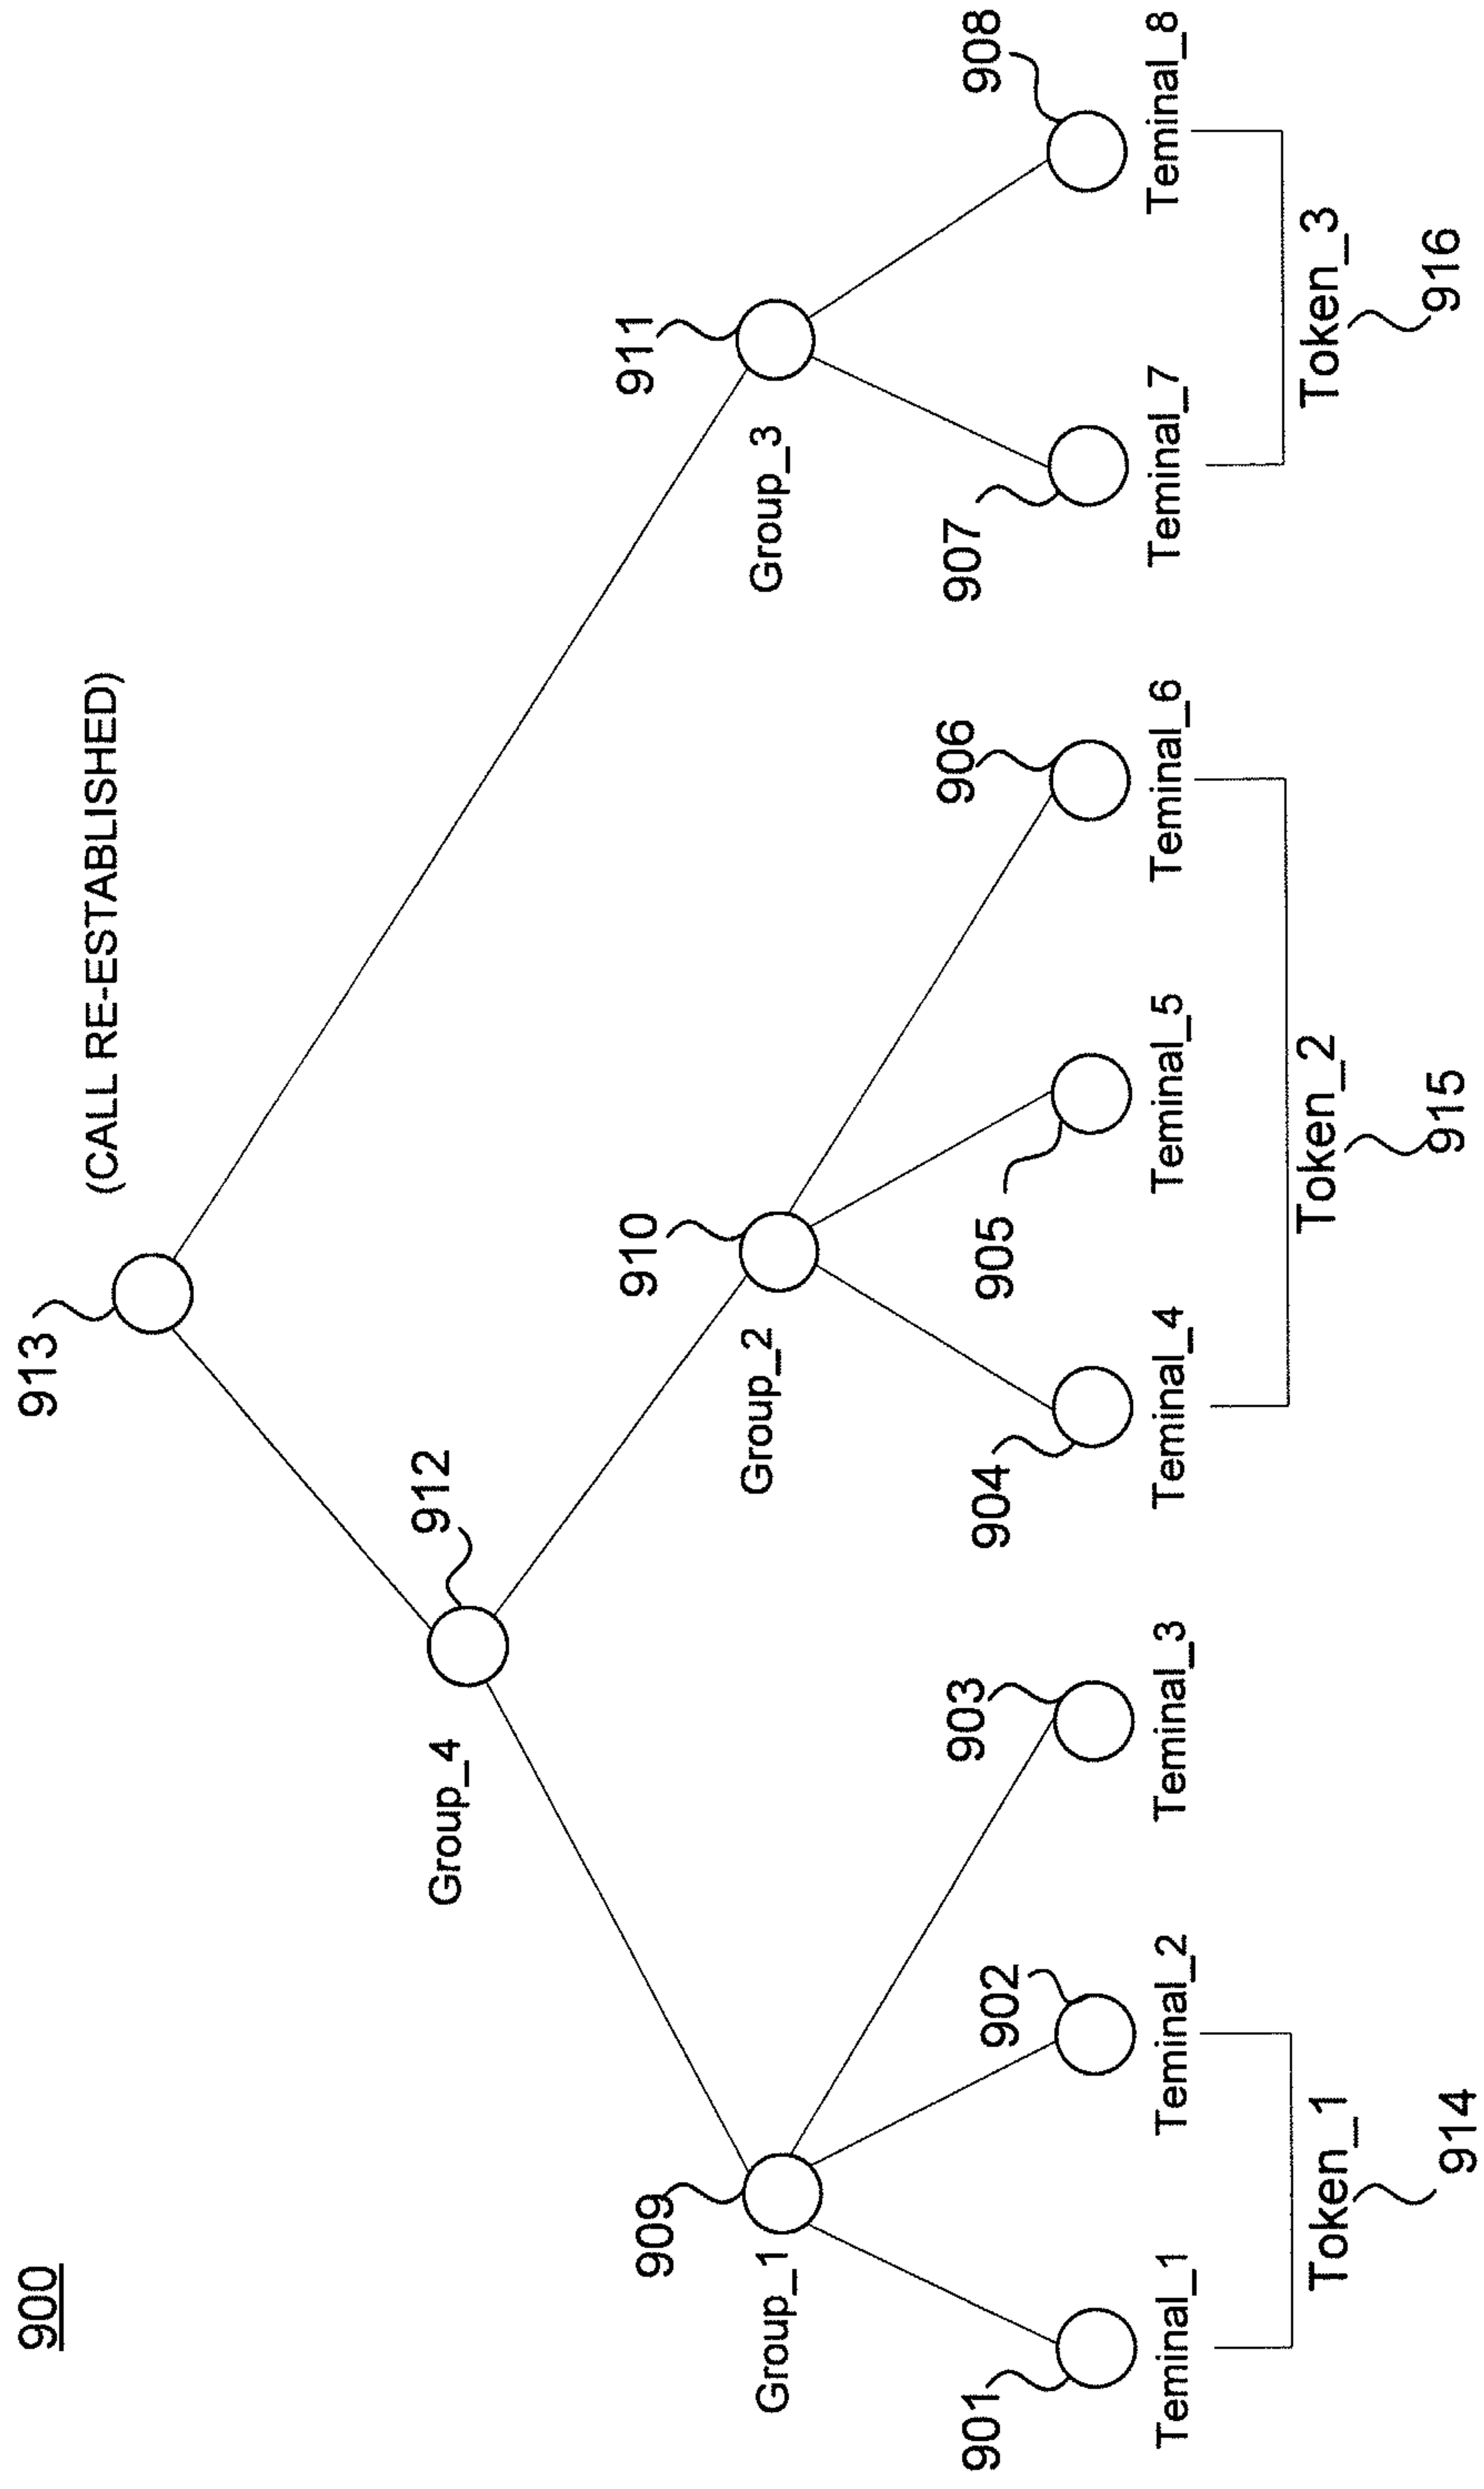 900
913
(CALL RE-ESTABLISHED)
912
Group_4
909
910
911
Group_1
Group_2
Group_3
901
902
903
904
905
906
907
908
Teminal_1
Teminal_2
Teminal_3
Teminal_4
Teminal_5
Teminal_6
Teminal_7
Teminal_8
Token_1
Token_2
Token_3
914
915
916